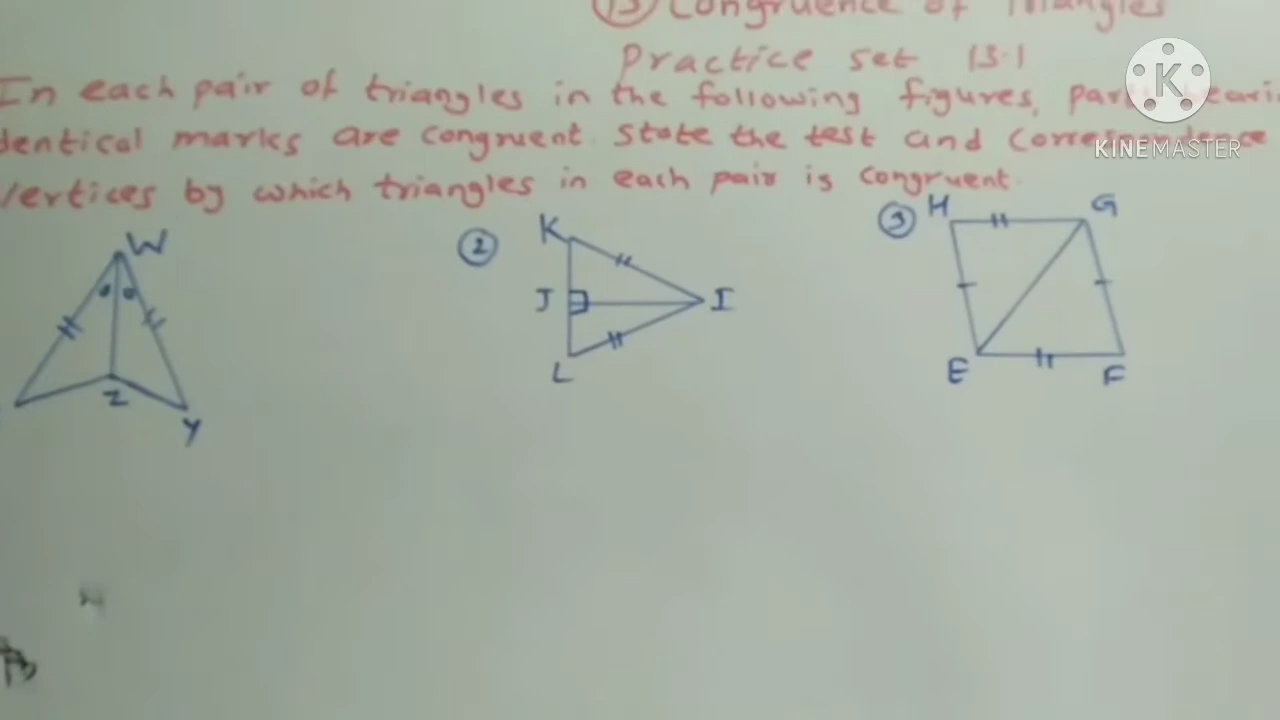 13 Congruence of Triangles
Practice set 13.1
In each pair of triangles in the following figures, parts
dentical marks are congruent. State the test and correspondence
vertices by which triangles in each pair is congruent.
W
Z
Y
2
K
J
I
L
3
H
G
E
F
K
KINEMASTER